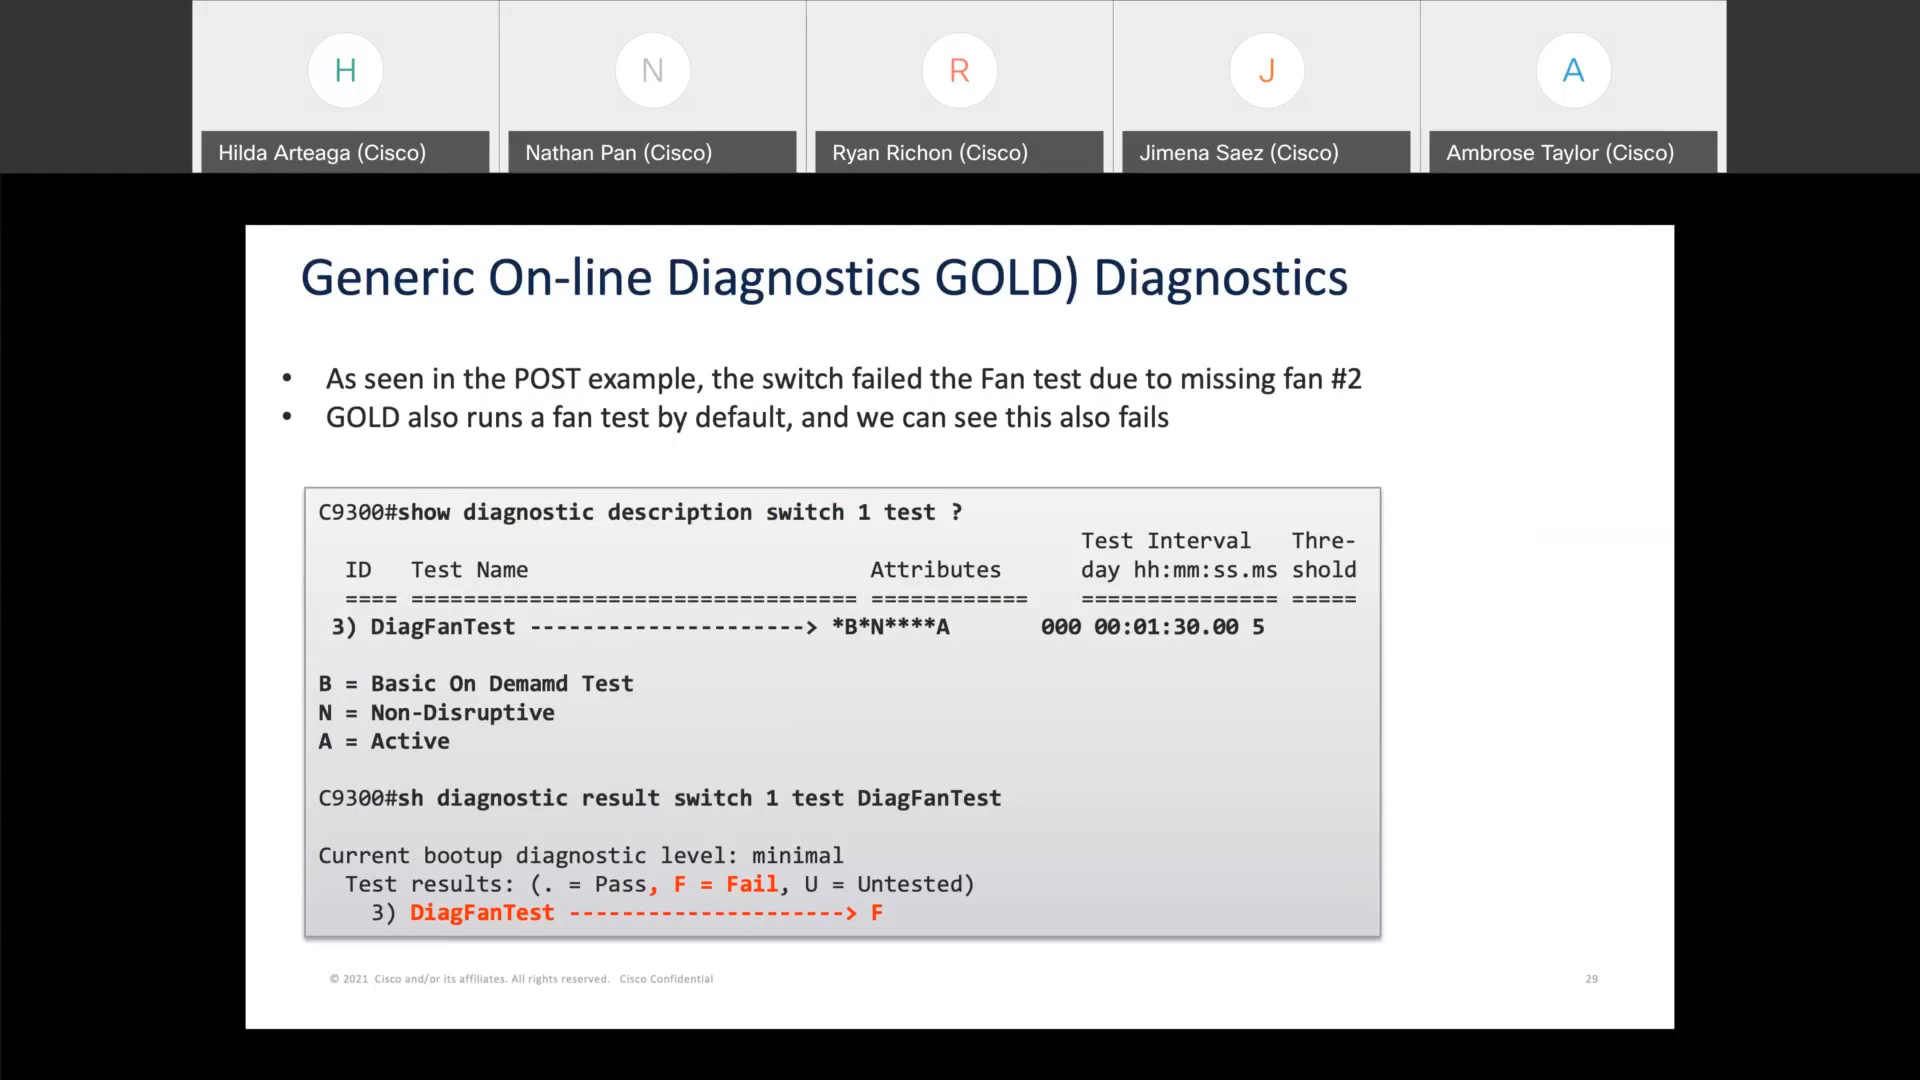 H
N
R
J
A
Hilda Arteaga (Cisco)
Nathan Pan (Cisco)
Ryan Richon (Cisco)
Jimena Saez (Cisco)
Ambrose Taylor (Cisco)
Generic On-line Diagnostics GOLD) Diagnostics
• As seen in the POST example, the switch failed the Fan test due to missing fan #2
• GOLD also runs a fan test by default, and we can see this also fails
C9300#show diagnostic description switch 1 test ?
Test Interval Thre-
ID Test Name Attributes day hh:mm:ss.ms shold
==== ================================== ============ =============== =====
3) DiagFanTest ---------------------> *B*N****A 000 00:01:30.00 5
B = Basic On Demamd Test
N = Non-Disruptive
A = Active
C9300#sh diagnostic result switch 1 test DiagFanTest
Current bootup diagnostic level: minimal
Test results: (. = Pass, F = Fail, U = Untested)
3) DiagFanTest ---------------------> F
© 2021 Cisco and/or its affiliates. All rights reserved. Cisco Confidential
29